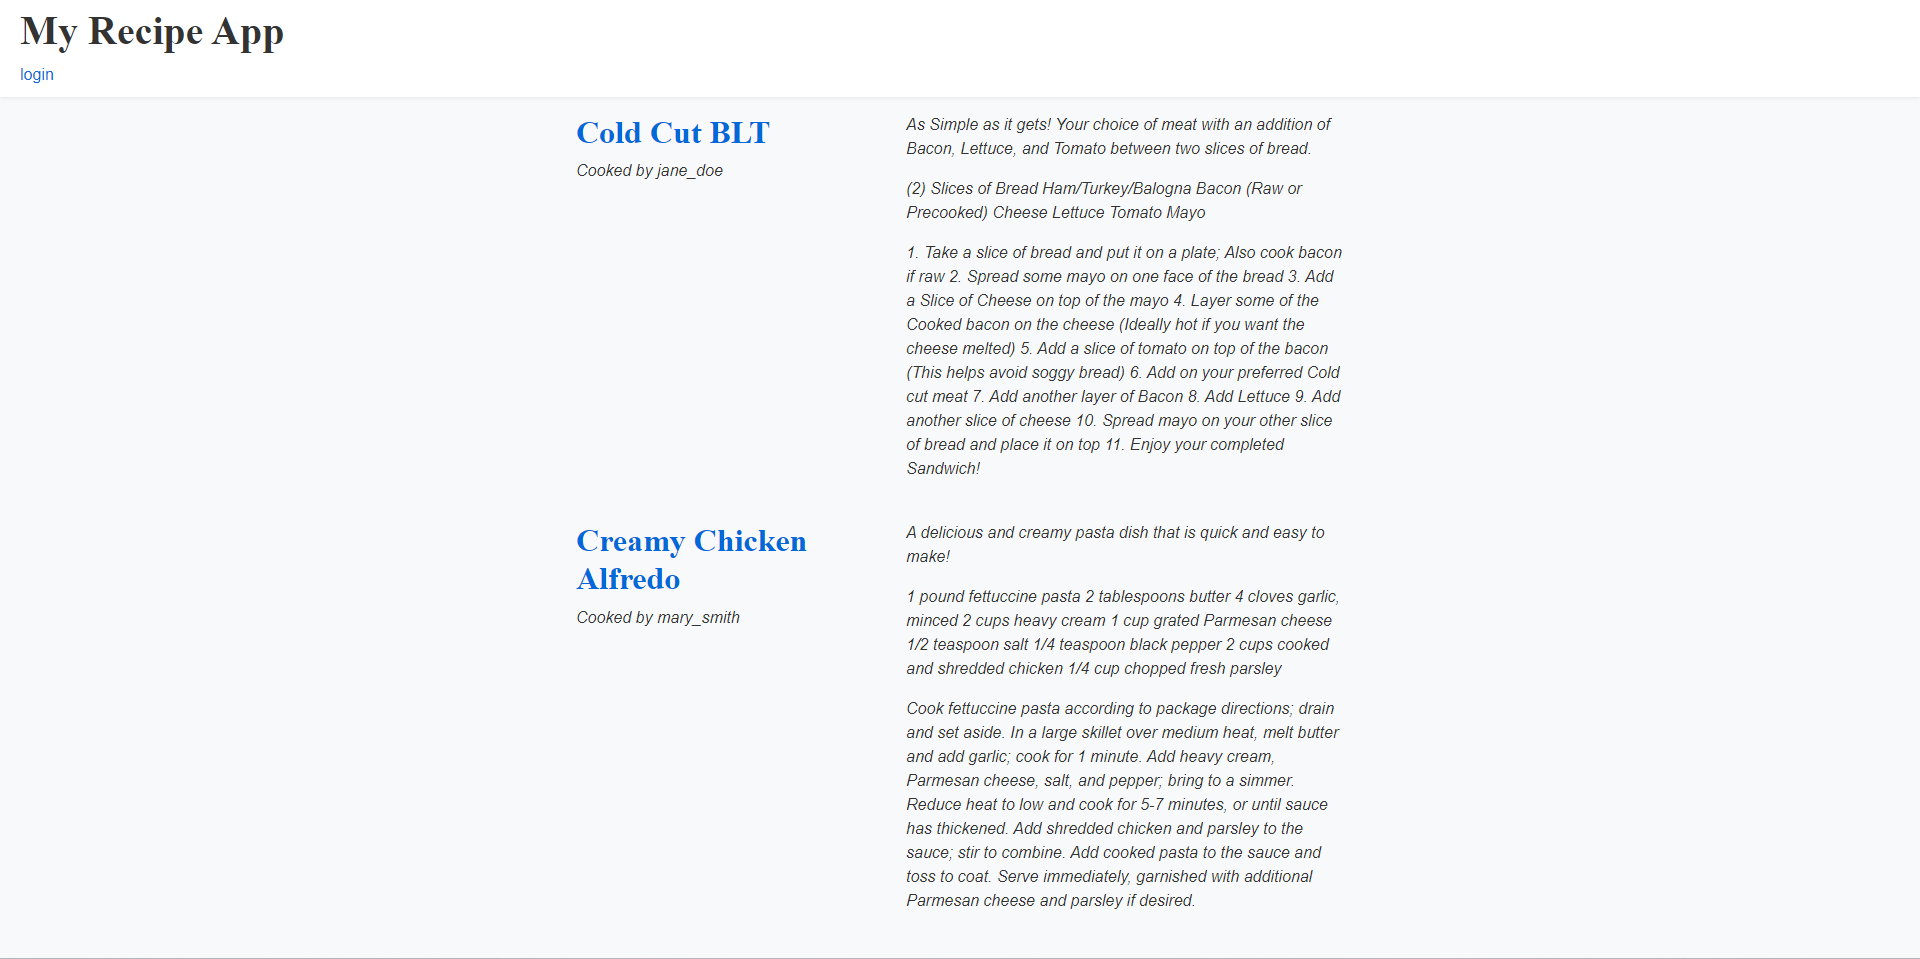 My Recipe App
login
Cold Cut BLT
Cooked by jane_doe
As Simple as it gets! Your choice of meat with an addition of
Bacon, Lettuce, and Tomato between two slices of bread.
(2) Slices of Bread Ham/Turkey/Balogna Bacon (Raw or
Precooked) Cheese Lettuce Tomato Mayo
1. Take a slice of bread and put it on a plate; Also cook bacon
if raw 2. Spread some mayo on one face of the bread 3. Add
a Slice of Cheese on top of the mayo 4. Layer some of the
Cooked bacon on the cheese (Ideally hot if you want the
cheese melted) 5. Add a slice of tomato on top of the bacon
(This helps avoid soggy bread) 6. Add on your preferred Cold
cut meat 7. Add another layer of Bacon 8. Add Lettuce 9. Add
another slice of cheese 10. Spread mayo on your other slice
of bread and place it on top 11. Enjoy your completed
Sandwich!
Creamy Chicken
Alfredo
Cooked by mary_smith
A delicious and creamy pasta dish that is quick and easy to
make!
1 pound fettuccine pasta 2 tablespoons butter 4 cloves garlic,
minced 2 cups heavy cream 1 cup grated Parmesan cheese
1/2 teaspoon salt 1/4 teaspoon black pepper 2 cups cooked
and shredded chicken 1/4 cup chopped fresh parsley
Cook fettuccine pasta according to package directions; drain
and set aside. In a large skillet over medium heat, melt butter
and add garlic; cook for 1 minute. Add heavy cream,
Parmesan cheese, salt, and pepper; bring to a simmer.
Reduce heat to low and cook for 5-7 minutes, or until sauce
has thickened. Add shredded chicken and parsley to the
sauce; stir to combine. Add cooked pasta to the sauce and
toss to coat. Serve immediately, garnished with additional
Parmesan cheese and parsley if desired.